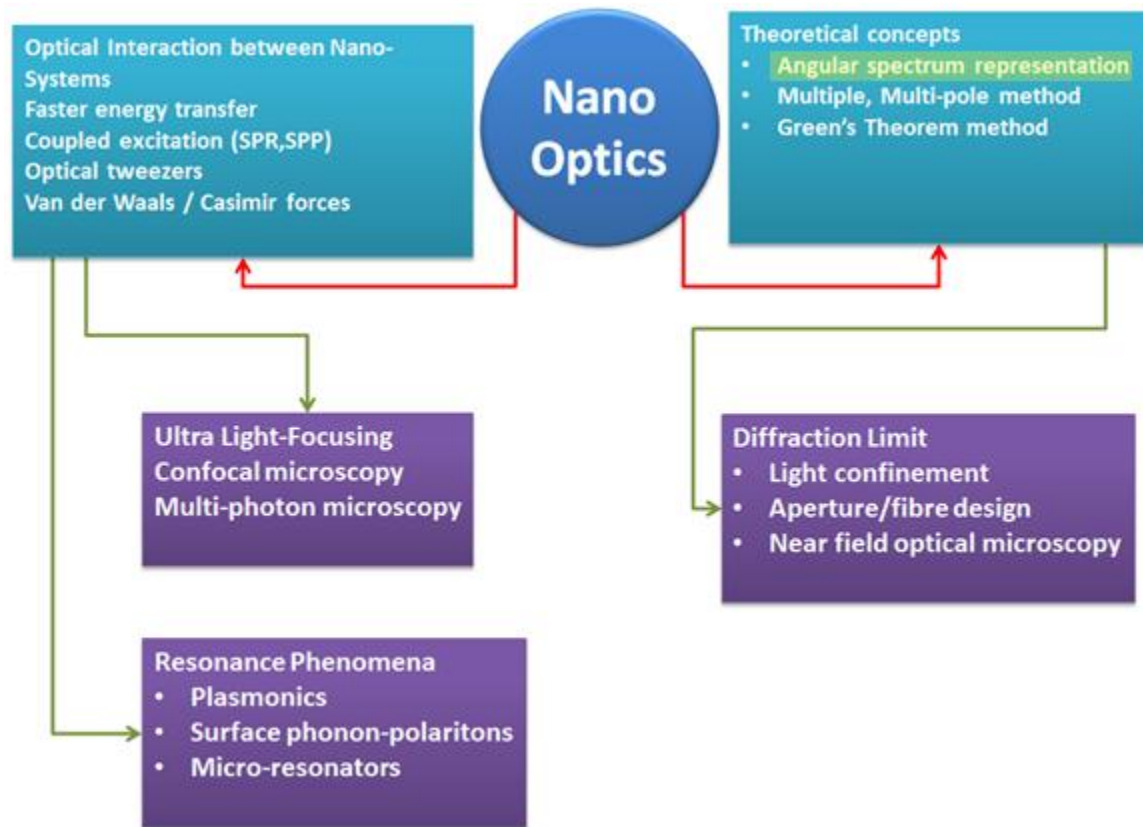 Optical Interaction between Nano-
Systems
Faster energy transfer
Coupled excitation (SPR,SPP)
Optical tweezers
Van der Waals / Casimir forces
Nano
Optics
Theoretical concepts
• Angular spectrum representation
• Multiple, Multi-pole method
• Green's Theorem method
Ultra Light-Focusing
Confocal microscopy
Multi-photon microscopy
Diffraction Limit
• Light confinement
• Aperture/fibre design
• Near field optical microscopy
Resonance Phenomena
• Plasmonics
• Surface phonon-polaritons
• Micro-resonators